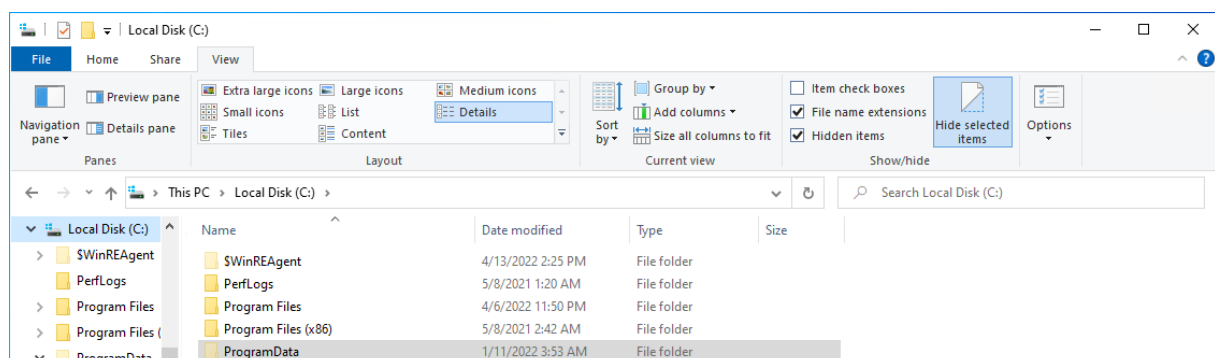 Local Disk (C:)
File Home Share View
Preview pane Extra large icons Large icons Medium icons Group by Item check boxes
Small icons List Details Add columns File name extensions
Navigation pane Details pane Tiles Content Sort by Size all columns to fit Hidden items Hide selected items Options
Panes Layout Current view Show/hide
This PC > Local Disk (C:) > Search Local Disk (C:)
Local Disk (C:) Name Date modified Type Size
$WinREAgent $WinREAgent 4/13/2022 2:25 PM File folder
PerfLogs PerfLogs 5/8/2021 1:20 AM File folder
Program Files Program Files 4/6/2022 11:50 PM File folder
Program Files ( Program Files (x86) 5/8/2021 2:42 AM File folder
ProgramData ProgramData 1/11/2022 3:53 AM File folder